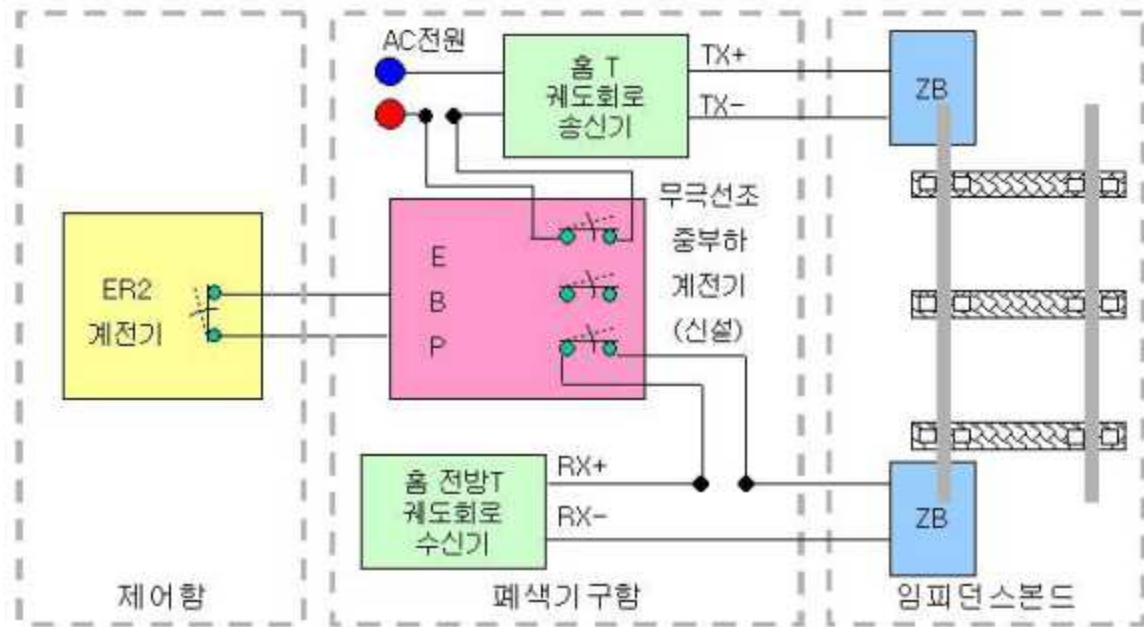 AC전원
홈 T
궤도회로
송신기
TX+
TX-
ZB
ER2
계전기
E
B
P
무극선조
중부하
계전기
(신설)
홈 전방T
궤도회로
수신기
RX+
RX-
ZB
제어함
폐색기구함
임피던스본드